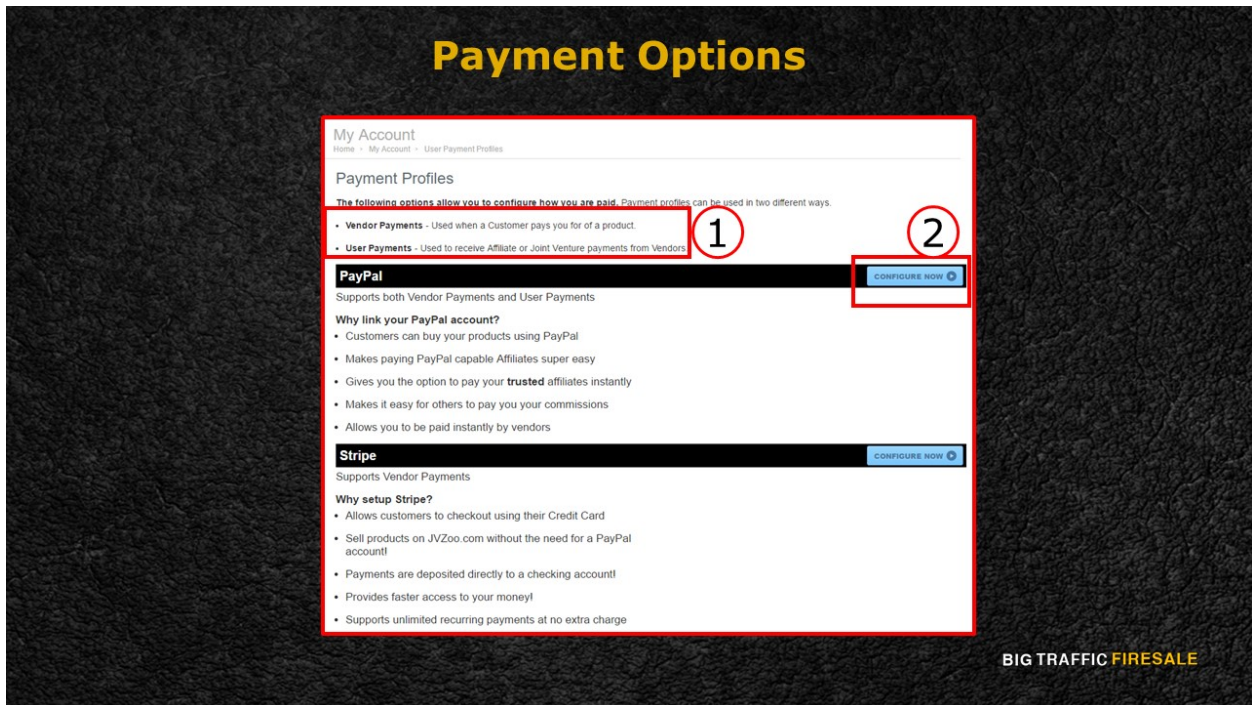 Payment Options
My Account
Home • My Account • User Payment Profiles
Payment Profiles
The following options allow you to configure how you are paid. Payment profiles can be used in two different ways.
• Vendor Payments - Used when a Customer pays you for of a product.
• User Payments - Used to receive Affiliate or Joint Venture payments from Vendors.
1
2
PayPal
CONFIGURE NOW
Supports both Vendor Payments and User Payments
Why link your PayPal account?
• Customers can buy your products using PayPal
• Makes paying PayPal capable Affiliates super easy
• Gives you the option to pay your trusted affiliates instantly
• Makes it easy for others to pay you your commissions
• Allows you to be paid instantly by vendors
Stripe
CONFIGURE NOW
Supports Vendor Payments
Why setup Stripe?
• Allows customers to checkout using their Credit Card
• Sell products on JVZoo.com without the need for a PayPal
account!
• Payments are deposited directly to a checking account!
• Provides faster access to your money!
• Supports unlimited recurring payments at no extra charge
BIG TRAFFIC FIRESALE